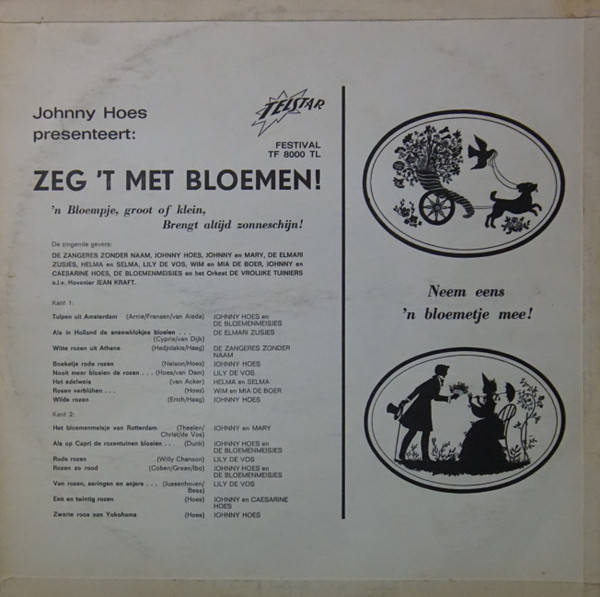 Johnny Hoes
presenteert:
TELSTAR
FESTIVAL
TF 8000 TL
ZEG 'T MET BLOEMEN!
'n Bloempje, groot of klein,
Brengt altijd zonneschijn!
De zingende gevers:
DE ZANGERES ZONDER NAAM, JOHNNY HOES, JOHNNY en MARY, DE ELMARI
ZUSJES, HELMA en SELMA, LILY DE VOS, WIM en MIA DE BOER, JOHNNY en
CAESARINE HOES, DE BLOEMENMEISJES en het Orkest DE VROLIJKE TUINIERS
o.l.v. Hovenier JEAN KRAFT.
Kant 1:
Tulpen uit Amsterdam (Arnie/Fransen/van Aleda) JOHNNY HOES en
DE BLOEMENMEISJES
Als in Holland de sneeuwklokjes bloeien . . . DE ELMARI ZUSJES
(Cyprie/van Dijk)
Witte rozen uit Athene (Hadjidakis/Haag) DE ZANGERES ZONDER
NAAM
Boeketje rode rozen (Nelson/Hoes) JOHNNY HOES
Nooit meer bloeien de rozen . . . (Hoes/van Dam) LILY DE VOS
Het edelweis (van Acker) HELMA en SELMA
Rosen verblühen . . . (Hoes) WIM en MIA DE BOER
Wilde rozen (Erich/Haag) JOHNNY HOES
Kant 2:
Het bloemenmeisje van Rotterdam (Theelen/ JOHNNY en MARY
Christ/de Vos)
Als op Capri de rozentuinen bloeien . . . (Durik) JOHNNY HOES en
DE BLOEMENMEISJES
Rode rozen (Willy Chanson) LILY DE VOS
Rozen zo rood (Coben/Grean/Ibo) JOHNNY HOES en
DE BLOEMENMEISJES
Van rozen, seringen en anjers . . . (Jussenhoven/ LILY DE VOS
Bess)
Een en twintig rozen (Hoes) JOHNNY en CAESARINE
HOES
Zwarte roos van Yokohama (Hoes) JOHNNY HOES
Neem eens
'n bloemetje mee!